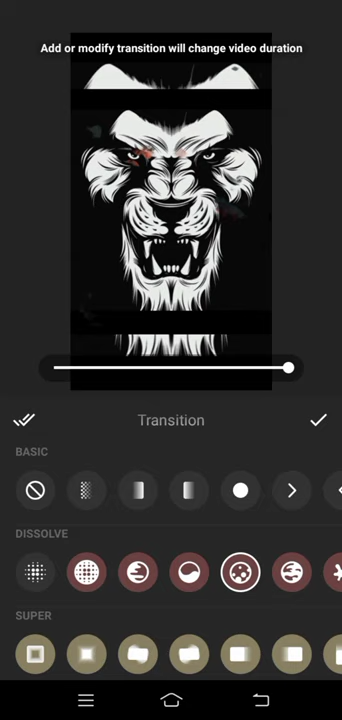 Add or modify transition will change video duration
Transition
BASIC
DISSOLVE
SUPER